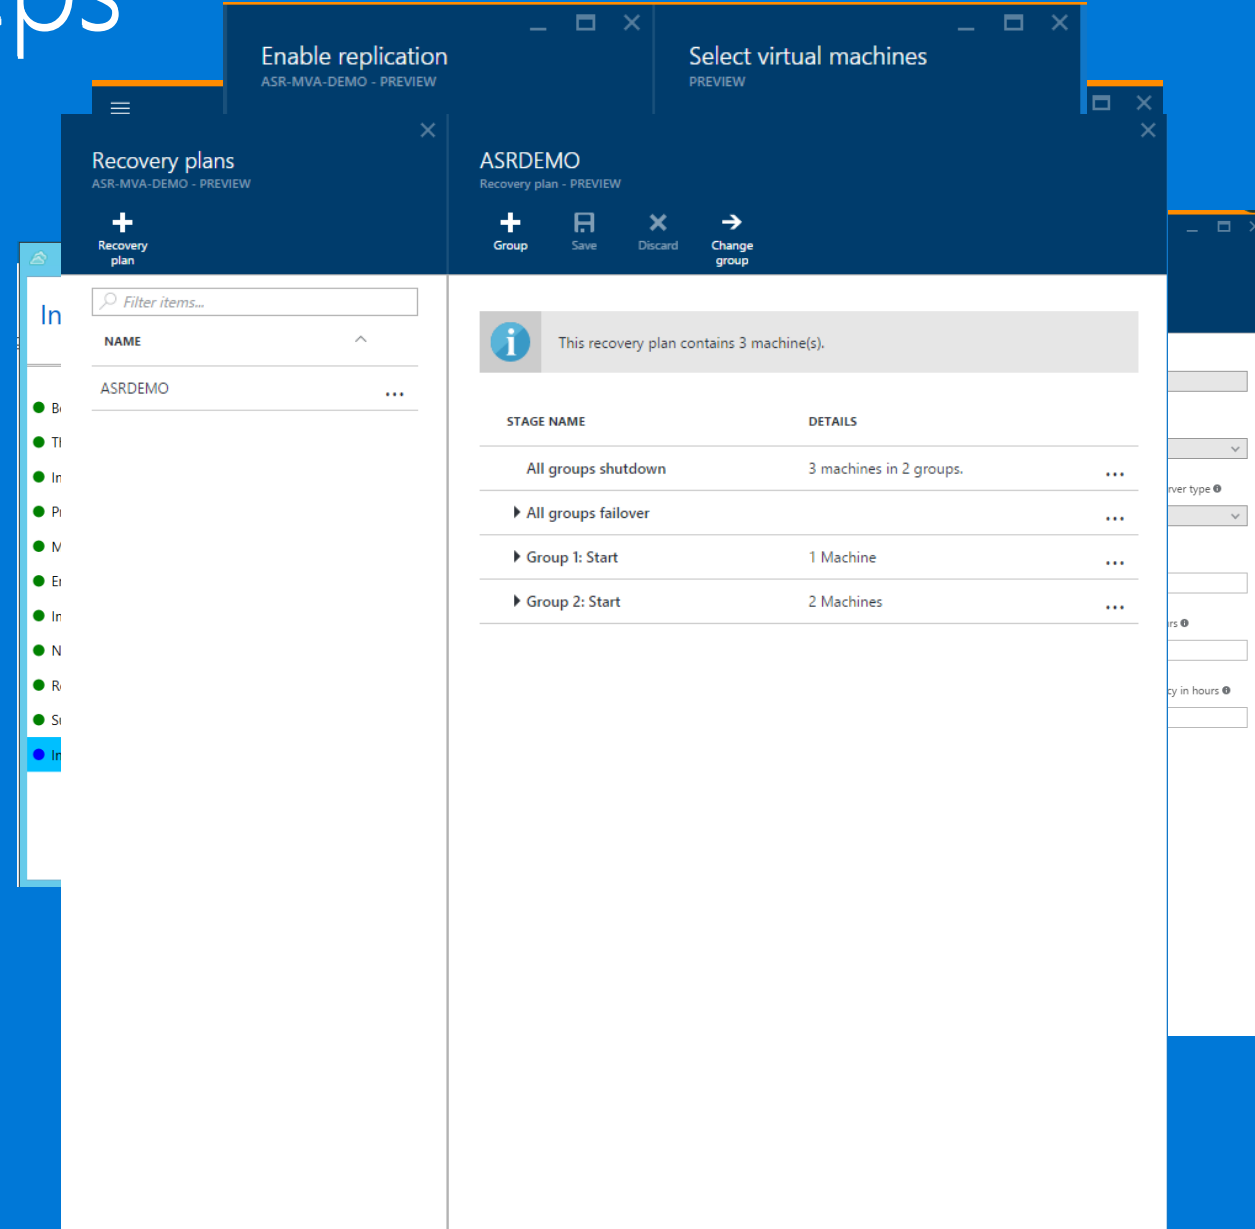 Enable replication
ASR-MVA-DEMO - PREVIEW
Select virtual machines
PREVIEW
Recovery plans
ASR-MVA-DEMO - PREVIEW
Recovery
plan
ASRDEMO
Recovery plan - PREVIEW
Group Save Discard Change
group
Filter items...
NAME
ASRDEMO ...
This recovery plan contains 3 machine(s).
STAGE NAME DETAILS
All groups shutdown 3 machines in 2 groups. ...
All groups failover ...
Group 1: Start 1 Machine ...
Group 2: Start 2 Machines ...
In
type
in hours